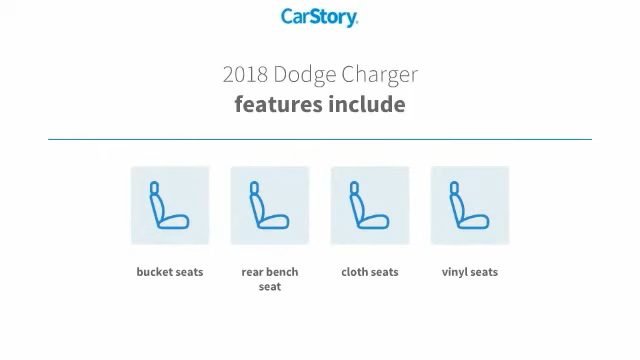 CarStory.
2018 Dodge Charger
features include
bucket seats
rear bench
seat
cloth seats
vinyl seats